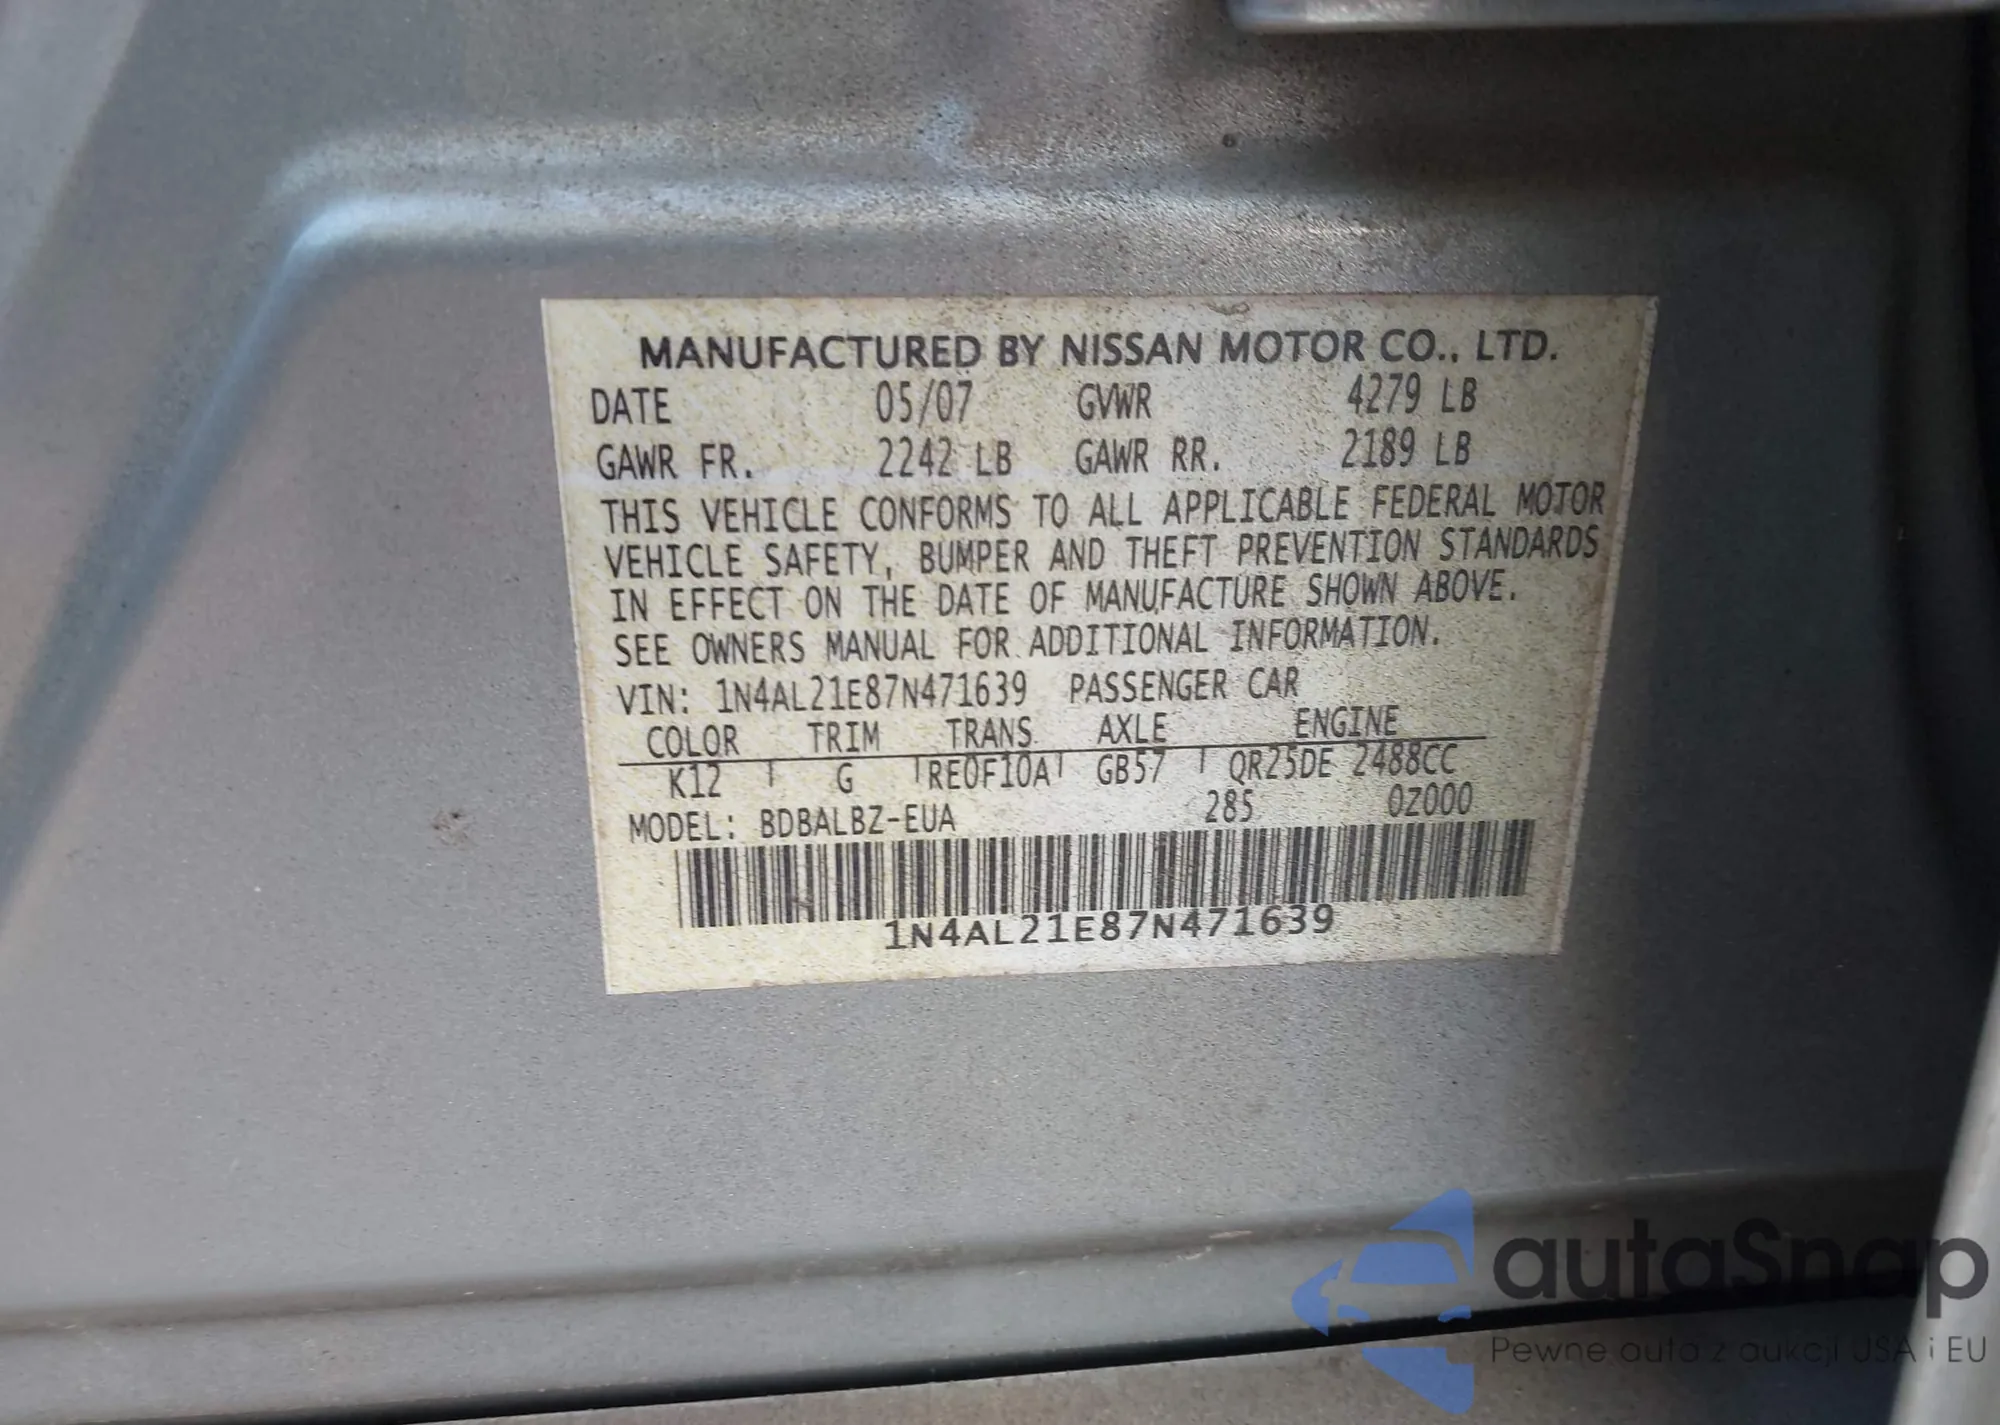 MANUFACTURED BY NISSAN MOTOR CO., LTD.
DATE 05/07 GVWR 4279 LB
GAWR FR. 2242 LB GAWR RR. 2189 LB
THIS VEHICLE CONFORMS TO ALL APPLICABLE FEDERAL MOTOR
VEHICLE SAFETY, BUMPER AND THEFT PREVENTION STANDARDS
IN EFFECT ON THE DATE OF MANUFACTURE SHOWN ABOVE.
SEE OWNERS MANUAL FOR ADDITIONAL INFORMATION.
VIN: 1N4AL21E87N471639 PASSENGER CAR
COLOR TRIM TRANS AXLE ENGINE
K12 G RE0F10A GB57 QR25DE 2488CC
MODEL: BDBALBZ-EUA 285 0Z000
1N4AL21E87N471639
autaSnap
Pewne auta z aukcji USA i EU